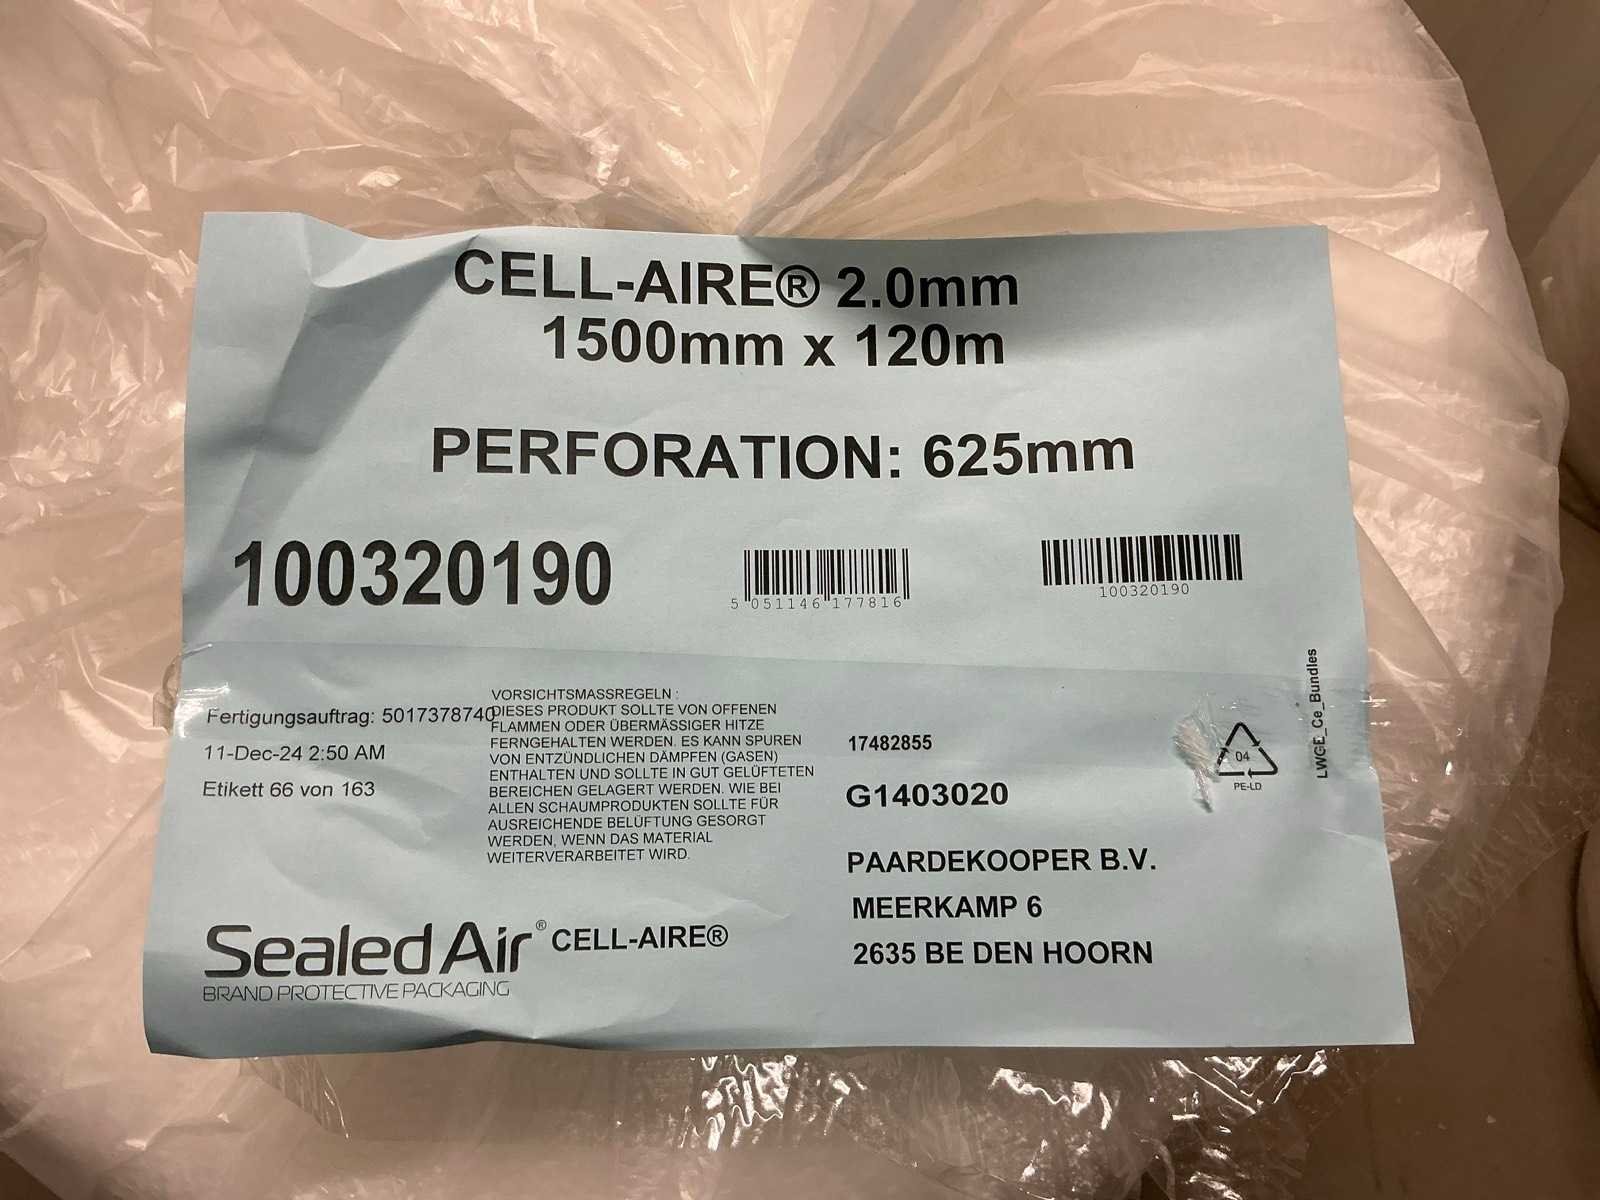 CELL-AIRE® 2.0mm
1500mm x 120m
PERFORATION: 625mm
100320190
5 051146 177816
100320190
Fertigungsauftrag: 5017378740
11-Dec-24 2:50 AM
Etikett 66 von 163
VORSICHTSMASSREGELN :
DIESES PRODUKT SOLLTE VON OFFENEN
FLAMMEN ODER ÜBERMÄSSIGER HITZE
FERNGEHALTEN WERDEN. ES KANN SPUREN
VON ENTZÜNDLICHEN DÄMPFEN (GASEN)
ENTHALTEN UND SOLLTE IN GUT GELÜFTETEN
BEREICHEN GELAGERT WERDEN. WIE BEI
ALLEN SCHAUMPRODUKTEN SOLLTE FÜR
AUSREICHENDE BELÜFTUNG GESORGT
WERDEN, WENN DAS MATERIAL
WEITERVERARBEITET WIRD.
17482855
G1403020
PAARDEKOOPER B.V.
MEERKAMP 6
2635 BE DEN HOORN
04
PE-LD
LWGE_Ce_Bundles
Sealed Air® CELL-AIRE®
BRAND PROTECTIVE PACKAGING